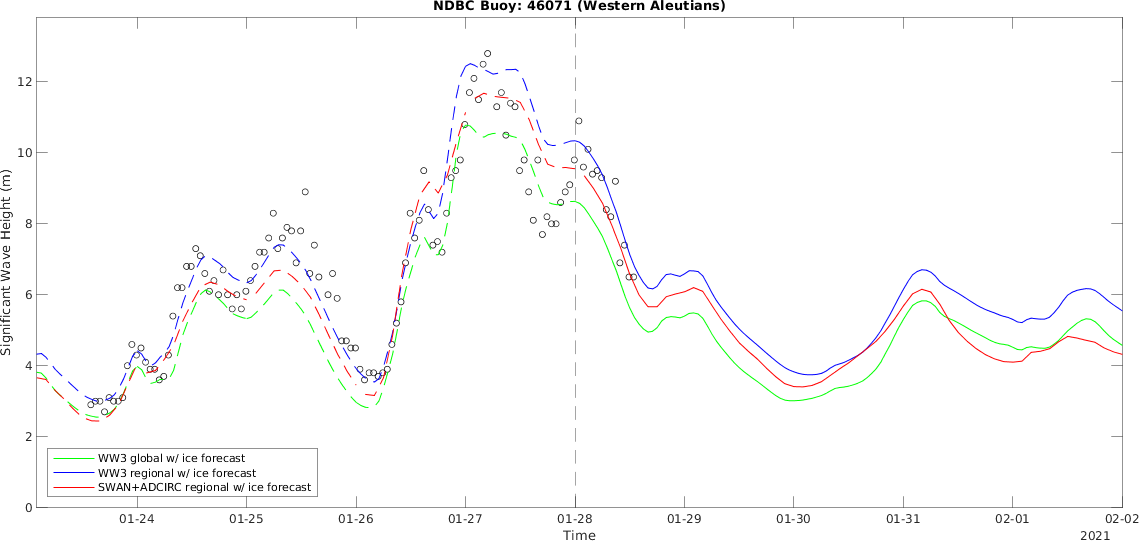 NDBC Buoy: 46071 (Western Aleutians)
Significant Wave Height (m)
12
10
8
6
4
2
0
WW3 global w/ ice forecast
WW3 regional w/ ice forecast
SWAN+ADCIRC regional w/ ice forecast
01-24 01-25 01-26 01-27 01-28 01-29 01-30 01-31 02-01 02-02
Time
2021